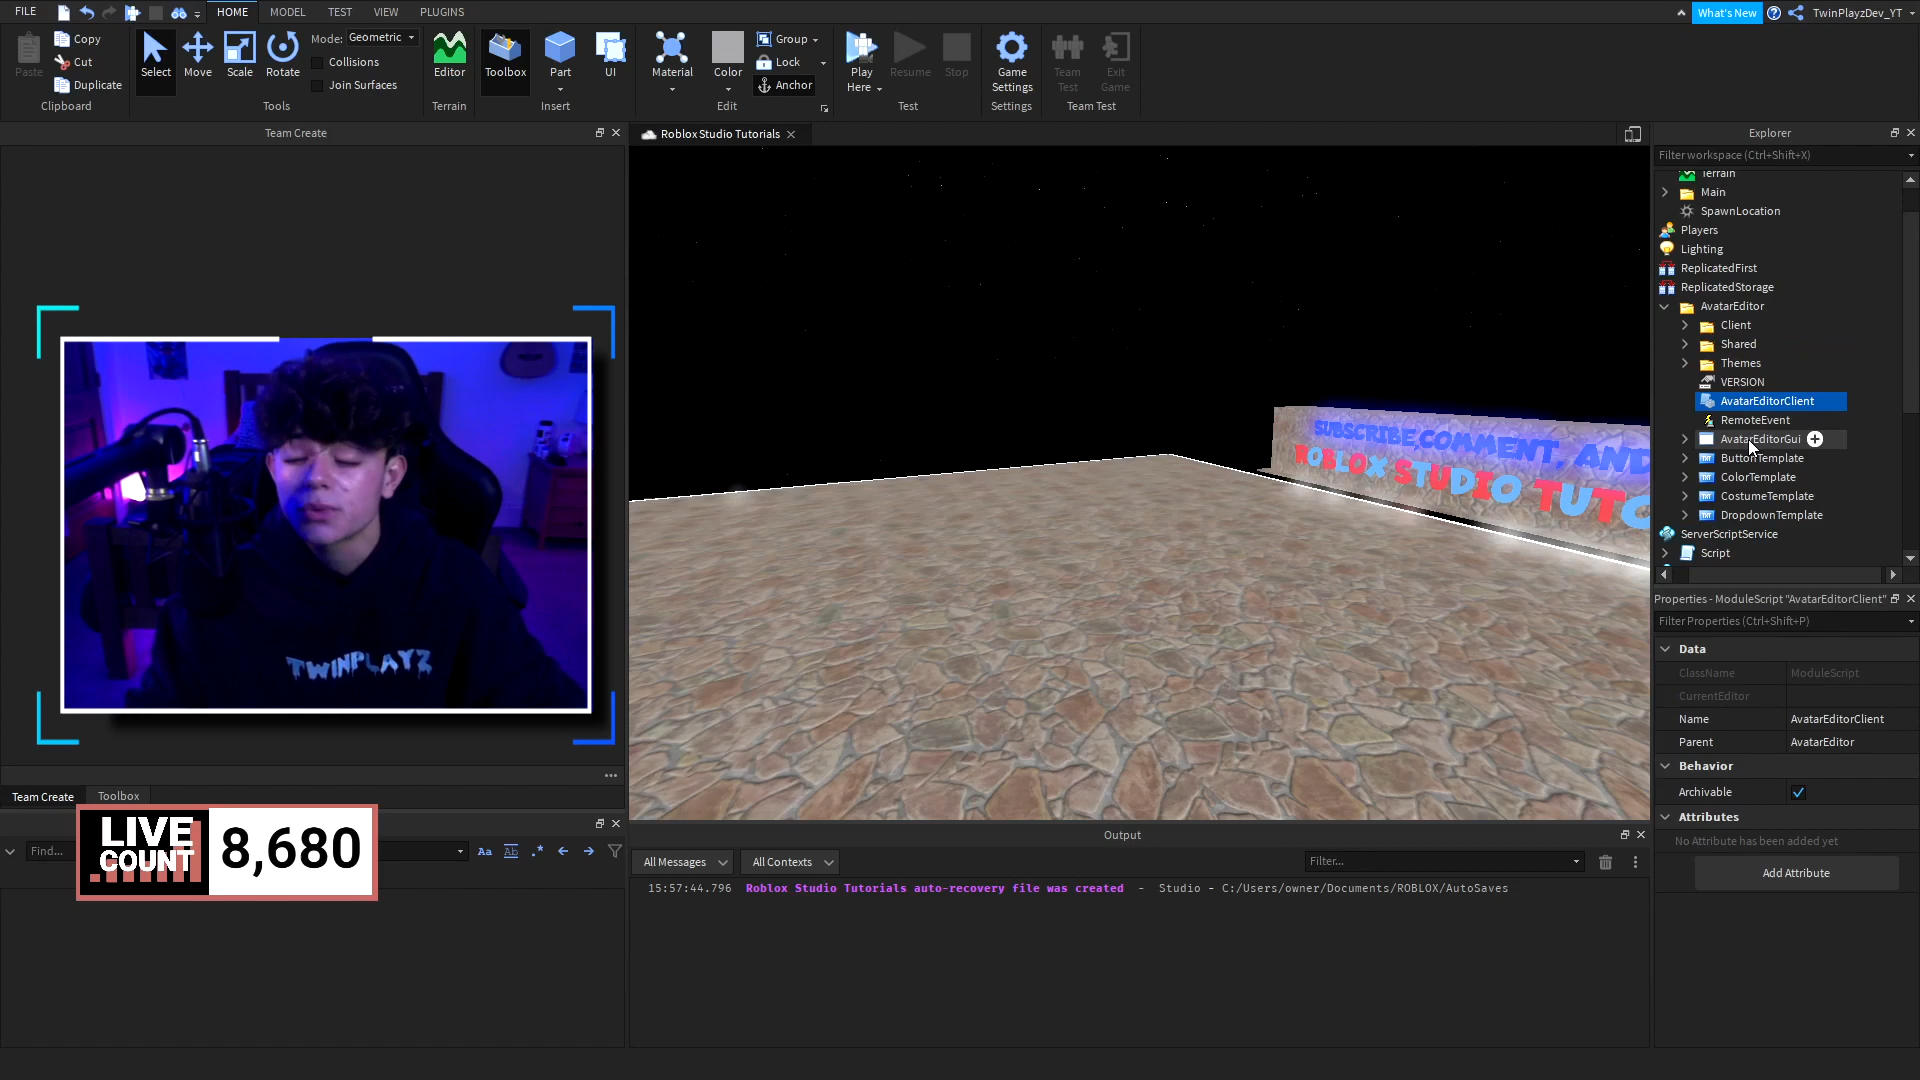 FILE HOME MODEL TEST VIEW PLUGINS What's New TwinPlayzDev_YT
Paste Copy Cut Duplicate Clipboard
Select Move Scale Rotate Mode: Geometric Collisions Join Surfaces Tools
Editor Terrain
Toolbox Part UI Insert
Material Color Group Lock Anchor Edit
Play Here Resume Stop Test
Game Settings Settings
Team Test Exit Game Team Test
Team Create
Roblox Studio Tutorials
Explorer
Filter workspace (Ctrl+Shift+X)
Terrain
Main
SpawnLocation
Players
Lighting
ReplicatedFirst
ReplicatedStorage
AvatarEditor
Client
Shared
Themes
VERSION
AvatarEditorClient
RemoteEvent
AvatarEditorGui
ButtonTemplate
ColorTemplate
CostumeTemplate
DropdownTemplate
ServerScriptService
Script
SUBSCRIBE,COMMENT, AND
ROBLOX STUDIO TUTO
TWINPLAYZ
Properties - ModuleScript "AvatarEditorClient"
Filter Properties (Ctrl+Shift+P)
Data
ClassName ModuleScript
CurrentEditor
Name AvatarEditorClient
Parent AvatarEditor
Behavior
Archivable
Attributes
No Attribute has been added yet
Add Attribute
Team Create Toolbox
LIVE COUNT 8,680
Find... Aa Ab .*
Output
All Messages All Contexts Filter...
15:57:44.796 Roblox Studio Tutorials auto-recovery file was created - Studio - C:/Users/owner/Documents/ROBLOX/AutoSaves